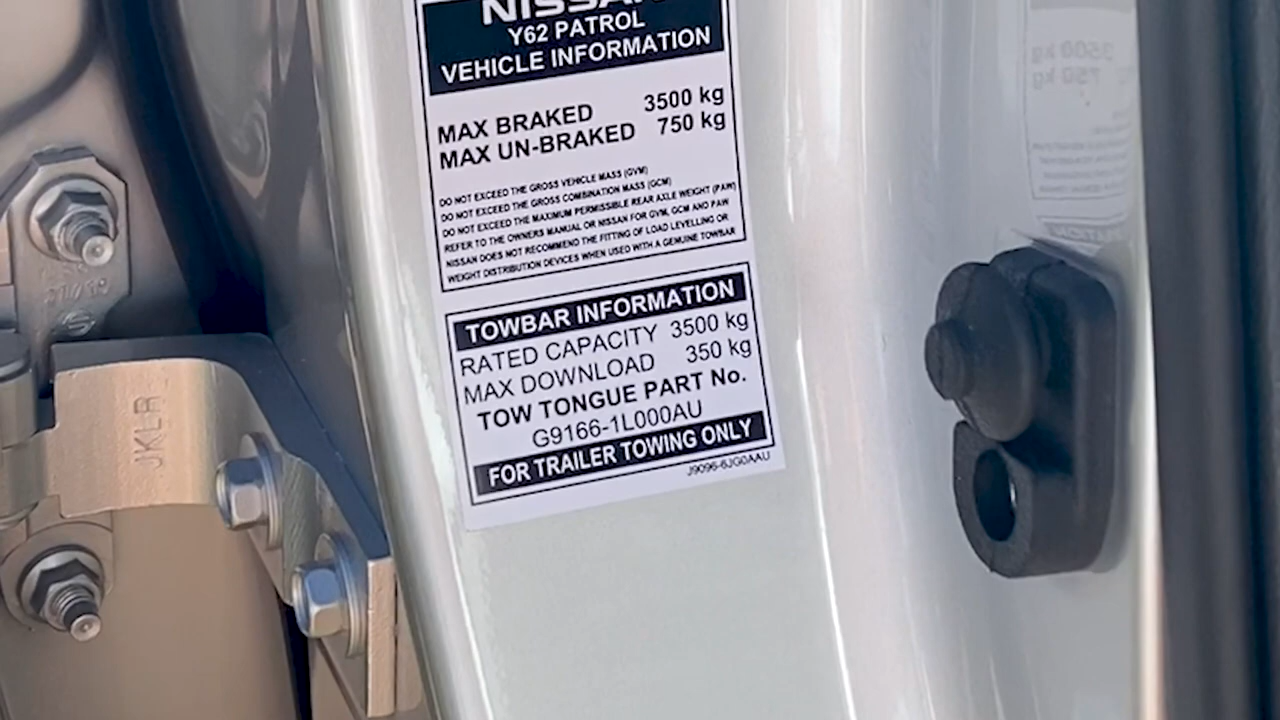 NISSAN
Y62 PATROL
VEHICLE INFORMATION
MAX BRAKED 3500 kg
MAX UN-BRAKED 750 kg
DO NOT EXCEED THE GROSS VEHICLE MASS (GVM)
DO NOT EXCEED THE GROSS COMBINATION MASS (GCM)
DO NOT EXCEED THE MAXIMUM PERMISSIBLE REAR AXLE WEIGHT (PAW)
REFER TO THE OWNERS MANUAL OR NISSAN FOR GVM, GCM AND PAW
NISSAN DOES NOT RECOMMEND THE FITTING OF LOAD LEVELLING OR
WEIGHT DISTRIBUTION DEVICES WHEN USED WITH A GENUINE TOWBAR
TOWBAR INFORMATION
RATED CAPACITY 3500 kg
MAX DOWNLOAD 350 kg
TOW TONGUE PART No.
G9166-1L000AU
FOR TRAILER TOWING ONLY
J9096-6JG0AAU
JKLR